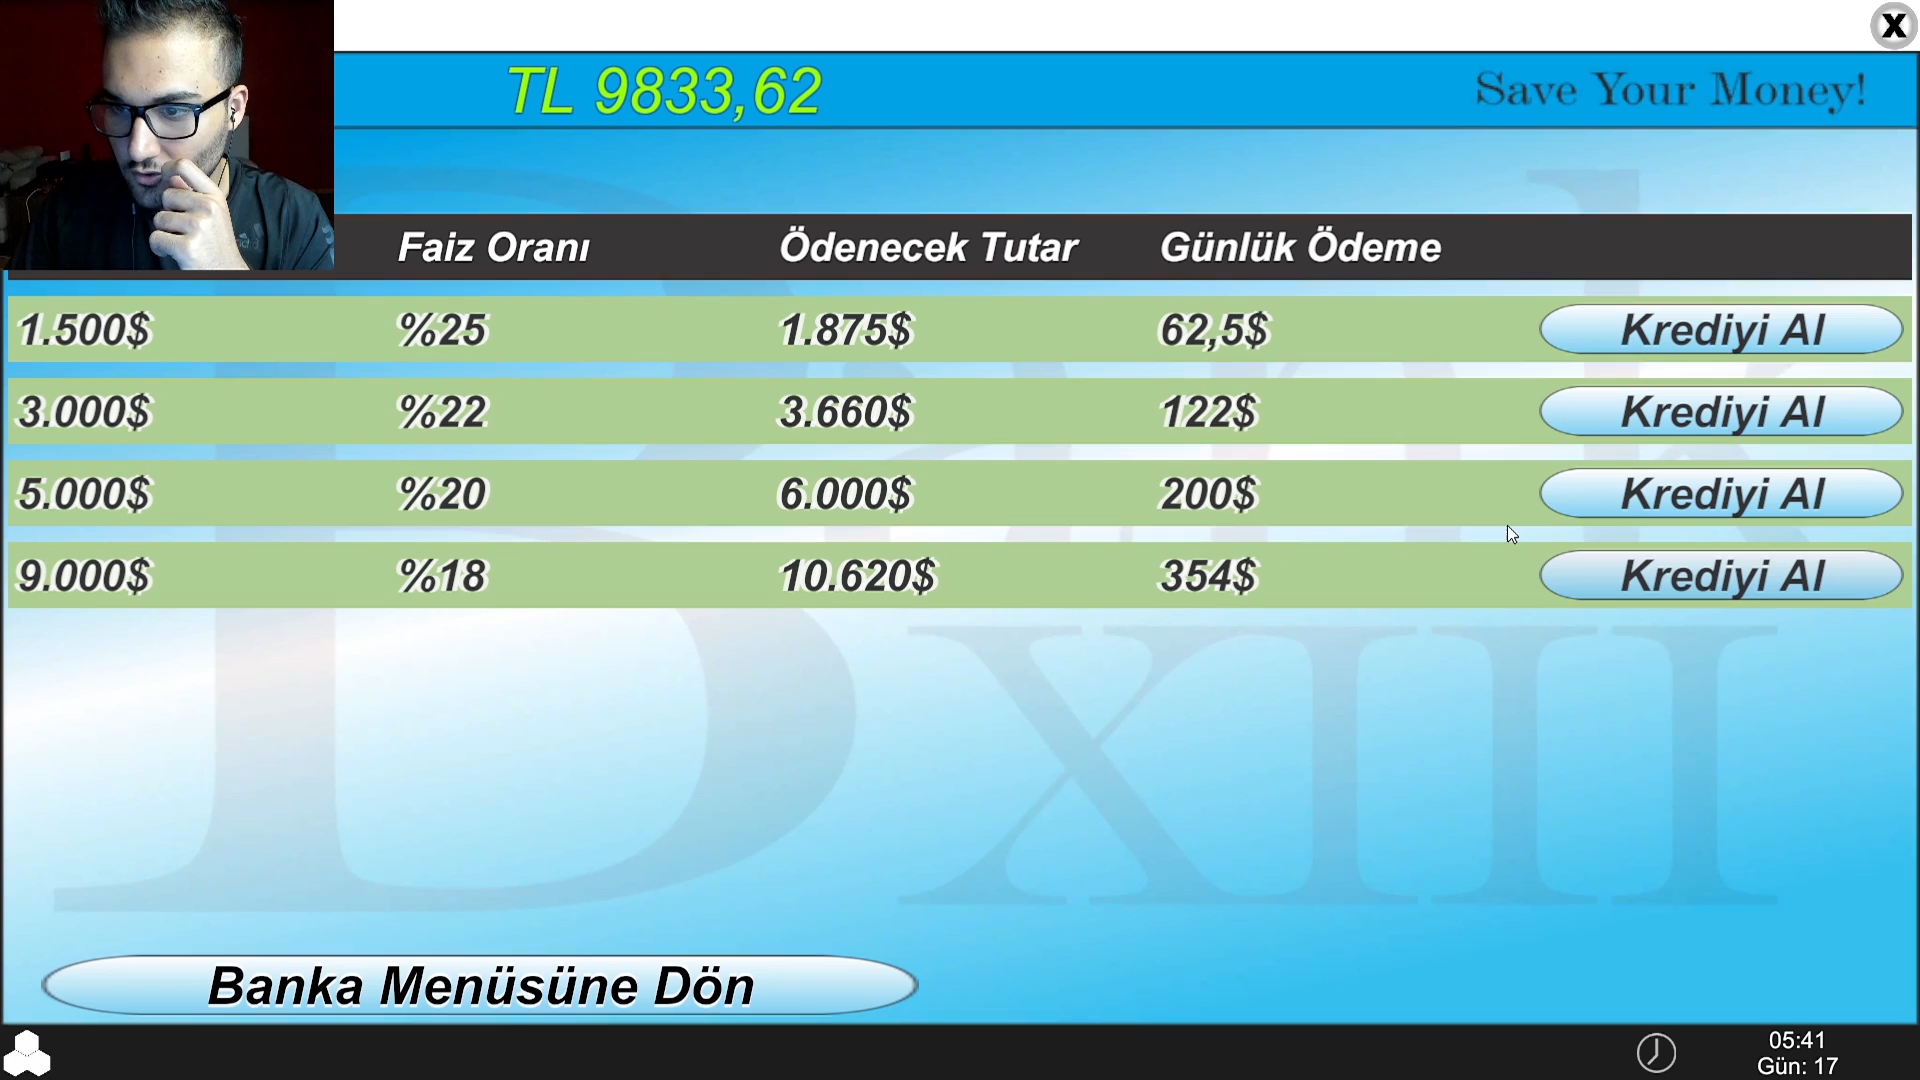 X
TL 9833,62
Save Your Money!
Faiz Oranı Ödenecek Tutar Günlük Ödeme
1.500$ %25 1.875$ 62,5$ Krediyi Al
3.000$ %22 3.660$ 122$ Krediyi Al
5.000$ %20 6.000$ 200$ Krediyi Al
9.000$ %18 10.620$ 354$ Krediyi Al
Bank
XIII
Banka Menüsüne Dön
05:41
Gün: 17